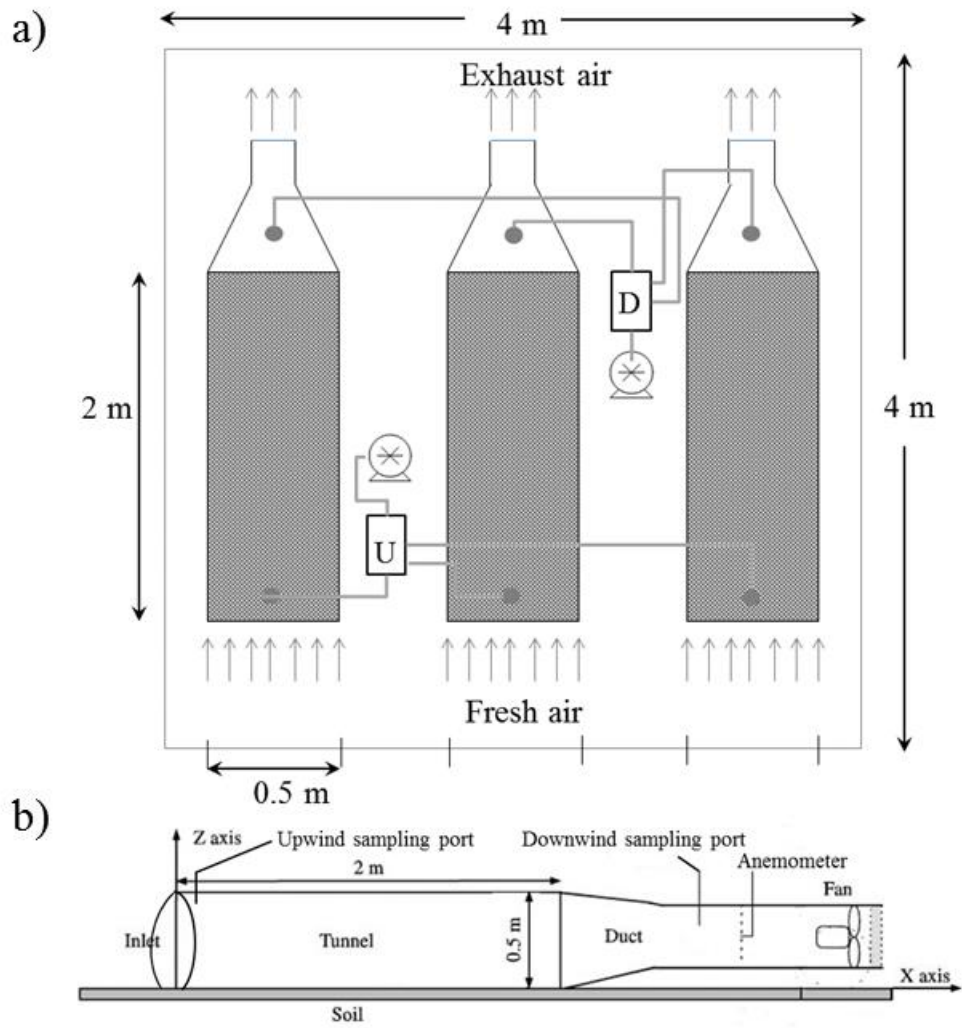 a)
4 m
Exhaust air
D
2 m
4 m
U
Fresh air
0.5 m
b)
Z axis
Upwind sampling port
Downwind sampling port
Anemometer
2 m
Fan
Inlet
Tunnel
0.5 m
Duct
X axis
Soil